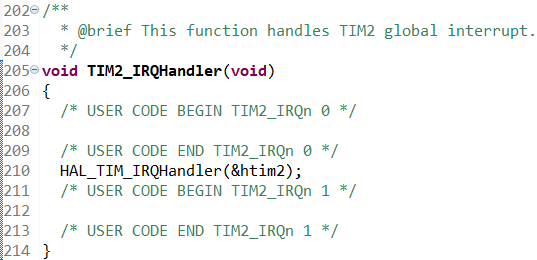 202 /**
203 * @brief This function handles TIM2 global interrupt.
204 */
205 void TIM2_IRQHandler(void)
206 {
207 /* USER CODE BEGIN TIM2_IRQn 0 */
208
209 /* USER CODE END TIM2_IRQn 0 */
210 HAL_TIM_IRQHandler(&htim2);
211 /* USER CODE BEGIN TIM2_IRQn 1 */
212
213 /* USER CODE END TIM2_IRQn 1 */
214 }